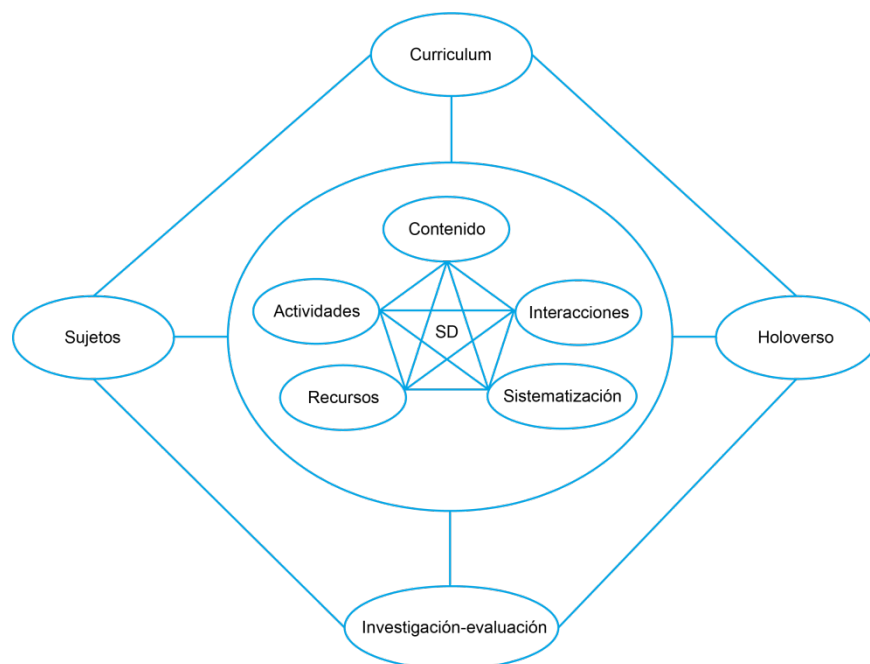 Curriculum
Contenido
Actividades
Interacciones
SD
Sujetos
Holoverso
Recursos
Sistematización
Investigación-evaluación